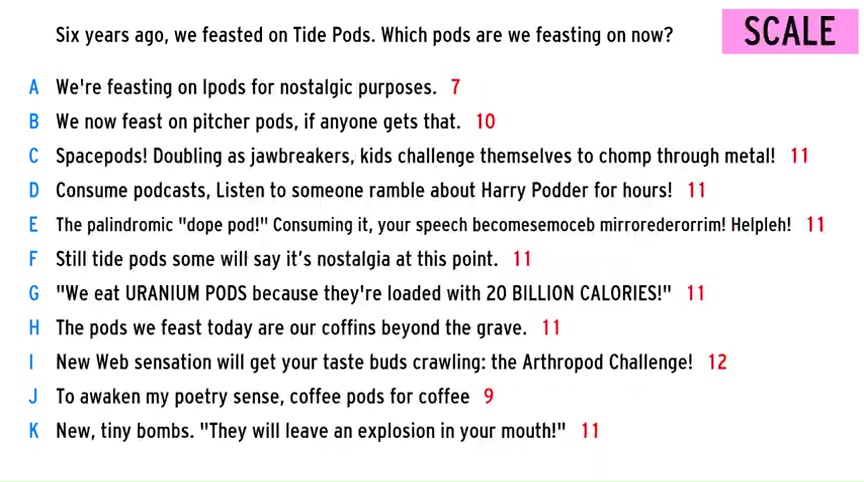 Six years ago, we feasted on Tide Pods. Which pods are we feasting on now?
SCALE
A We're feasting on Ipods for nostalgic purposes. 7
B We now feast on pitcher pods, if anyone gets that. 10
C Spacepods! Doubling as jawbreakers, kids challenge themselves to chomp through metal! 11
D Consume podcasts, Listen to someone ramble about Harry Podder for hours! 11
E The palindromic "dope pod!" Consuming it, your speech becomesemoceb mirrorederorrim! Helpleh! 11
F Still tide pods some will say it's nostalgia at this point. 11
G "We eat URANIUM PODS because they're loaded with 20 BILLION CALORIES!" 11
H The pods we feast today are our coffins beyond the grave. 11
I New Web sensation will get your taste buds crawling: the Arthropod Challenge! 12
J To awaken my poetry sense, coffee pods for coffee 9
K New, tiny bombs. "They will leave an explosion in your mouth!" 11